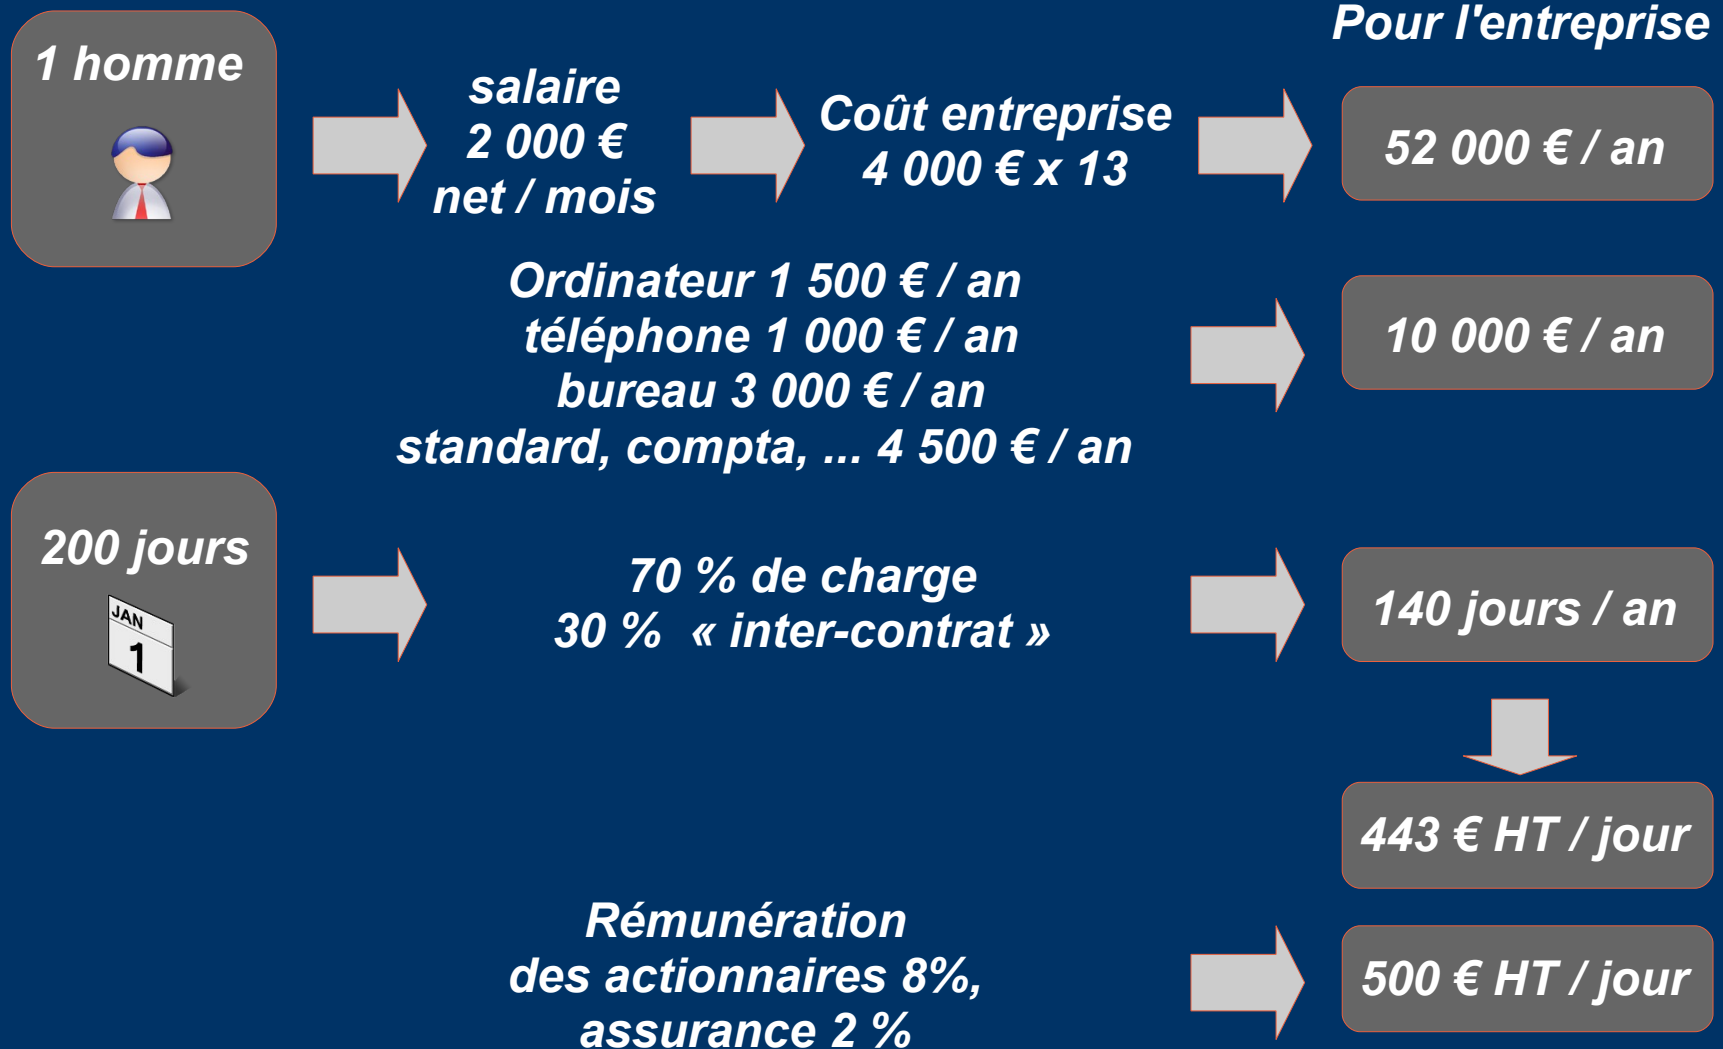 Pour l'entreprise
1 homme
salaire
2 000 €
net / mois
Coût entreprise
4 000 € x 13
52 000 € / an
Ordinateur 1 500 € / an
téléphone 1 000 € / an
bureau 3 000 € / an
standard, compta, ... 4 500 € / an
10 000 € / an
200 jours
JAN
1
70 % de charge
30 % « inter-contrat »
140 jours / an
443 € HT / jour
Rémunération
des actionnaires 8%,
assurance 2 %
500 € HT / jour